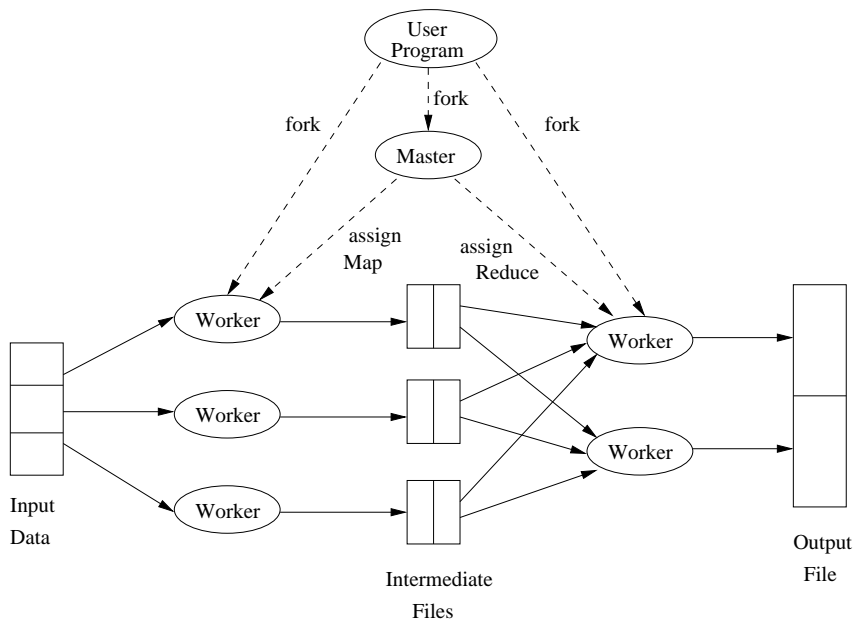 User
Program
fork
fork
fork
Master
assign
Map
assign
Reduce
Worker
Worker
Worker
Worker
Worker
Input
Data
Intermediate
Files
Output
File